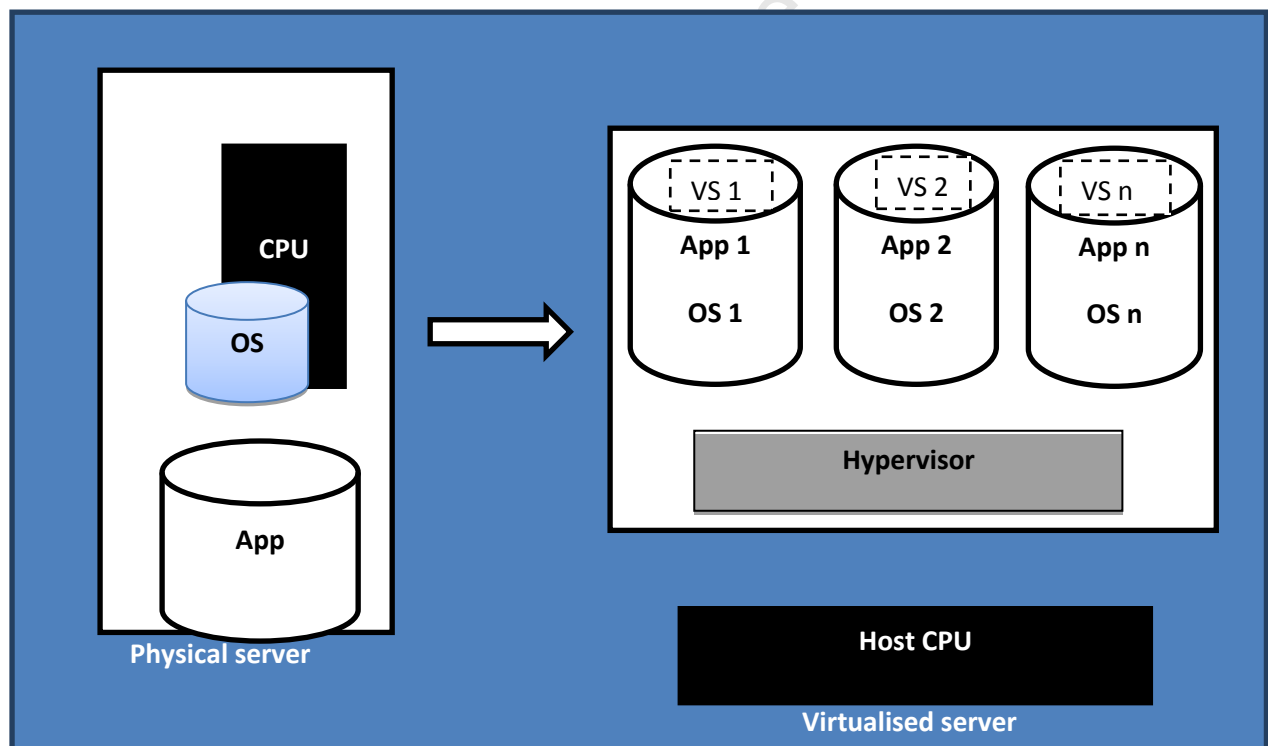 CPU
OS
App
Physical server
VS 1
VS 2
VS n
App 1
App 2
App n
OS 1
OS 2
OS n
Hypervisor
Host CPU
Virtualised server